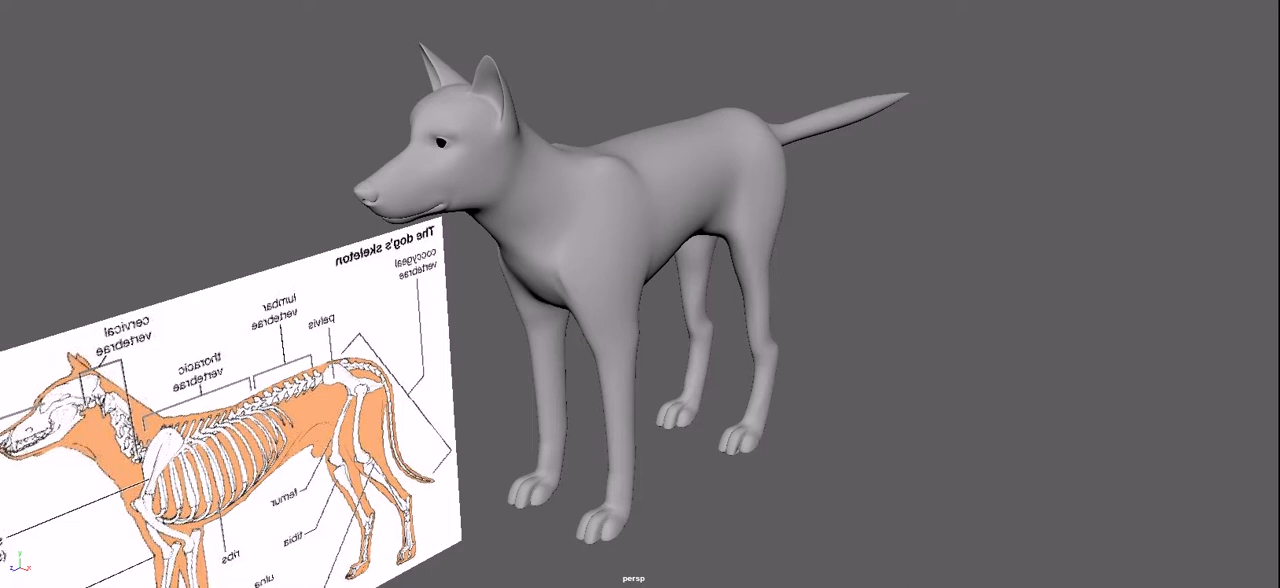 The dog's skeleton
coccygeal
vertebrae
lumbar
vertebrae
pelvis
cervical
vertebrae
thoracic
vertebrae
femur
tibia
ribs
ulna
persp